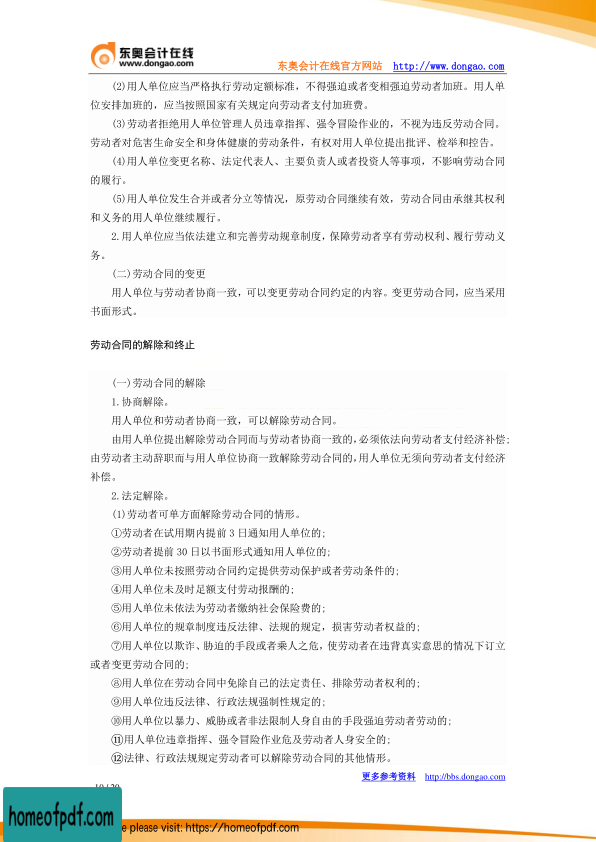 东奥会计在线
www.dongao.com
东奥会计在线官方网站 http://www.dongao.com
(2)用人单位应当严格执行劳动定额标准，不得强迫或者变相强迫劳动者加班。用人单
位安排加班的，应当按照国家有关规定向劳动者支付加班费。
(3)劳动者拒绝用人单位管理人员违章指挥、强令冒险作业的，不视为违反劳动合同。
劳动者对危害生命安全和身体健康的劳动条件，有权对用人单位提出批评、检举和控告。
(4)用人单位变更名称、法定代表人、主要负责人或者投资人等事项，不影响劳动合同
的履行。
(5)用人单位发生合并或者分立等情况，原劳动合同继续有效，劳动合同由承继其权利
和义务的用人单位继续履行。
2.用人单位应当依法建立和完善劳动规章制度，保障劳动者享有劳动权利、履行劳动义
务。
(二)劳动合同的变更
用人单位与劳动者协商一致，可以变更劳动合同约定的内容。变更劳动合同，应当采用
书面形式。
劳动合同的解除和终止
(一)劳动合同的解除
1.协商解除。
用人单位和劳动者协商一致，可以解除劳动合同。
由用人单位提出解除劳动合同而与劳动者协商一致的，必须依法向劳动者支付经济补偿;
由劳动者主动辞职而与用人单位协商一致解除劳动合同的，用人单位无须向劳动者支付经济
补偿。
2.法定解除。
(1)劳动者可单方面解除劳动合同的情形。
①劳动者在试用期内提前 3 日通知用人单位的;
②劳动者提前 30 日以书面形式通知用人单位的;
③用人单位未按照劳动合同约定提供劳动保护或者劳动条件的;
④用人单位未及时足额支付劳动报酬的;
⑤用人单位未依法为劳动者缴纳社会保险费的;
⑥用人单位的规章制度违反法律、法规的规定，损害劳动者权益的;
⑦用人单位以欺诈、胁迫的手段或者乘人之危，使劳动者在违背真实意思的情况下订立
或者变更劳动合同的;
⑧用人单位在劳动合同中免除自己的法定责任、排除劳动者权利的;
⑨用人单位违反法律、行政法规强制性规定的;
⑩用人单位以暴力、威胁或者非法限制人身自由的手段强迫劳动者劳动的;
⑪用人单位违章指挥、强令冒险作业危及劳动者人身安全的;
⑫法律、行政法规规定劳动者可以解除劳动合同的其他情形。
更多参考资料 http://bbs.dongao.com
homeofpdf.com
please visit: https://homeofpdf.com